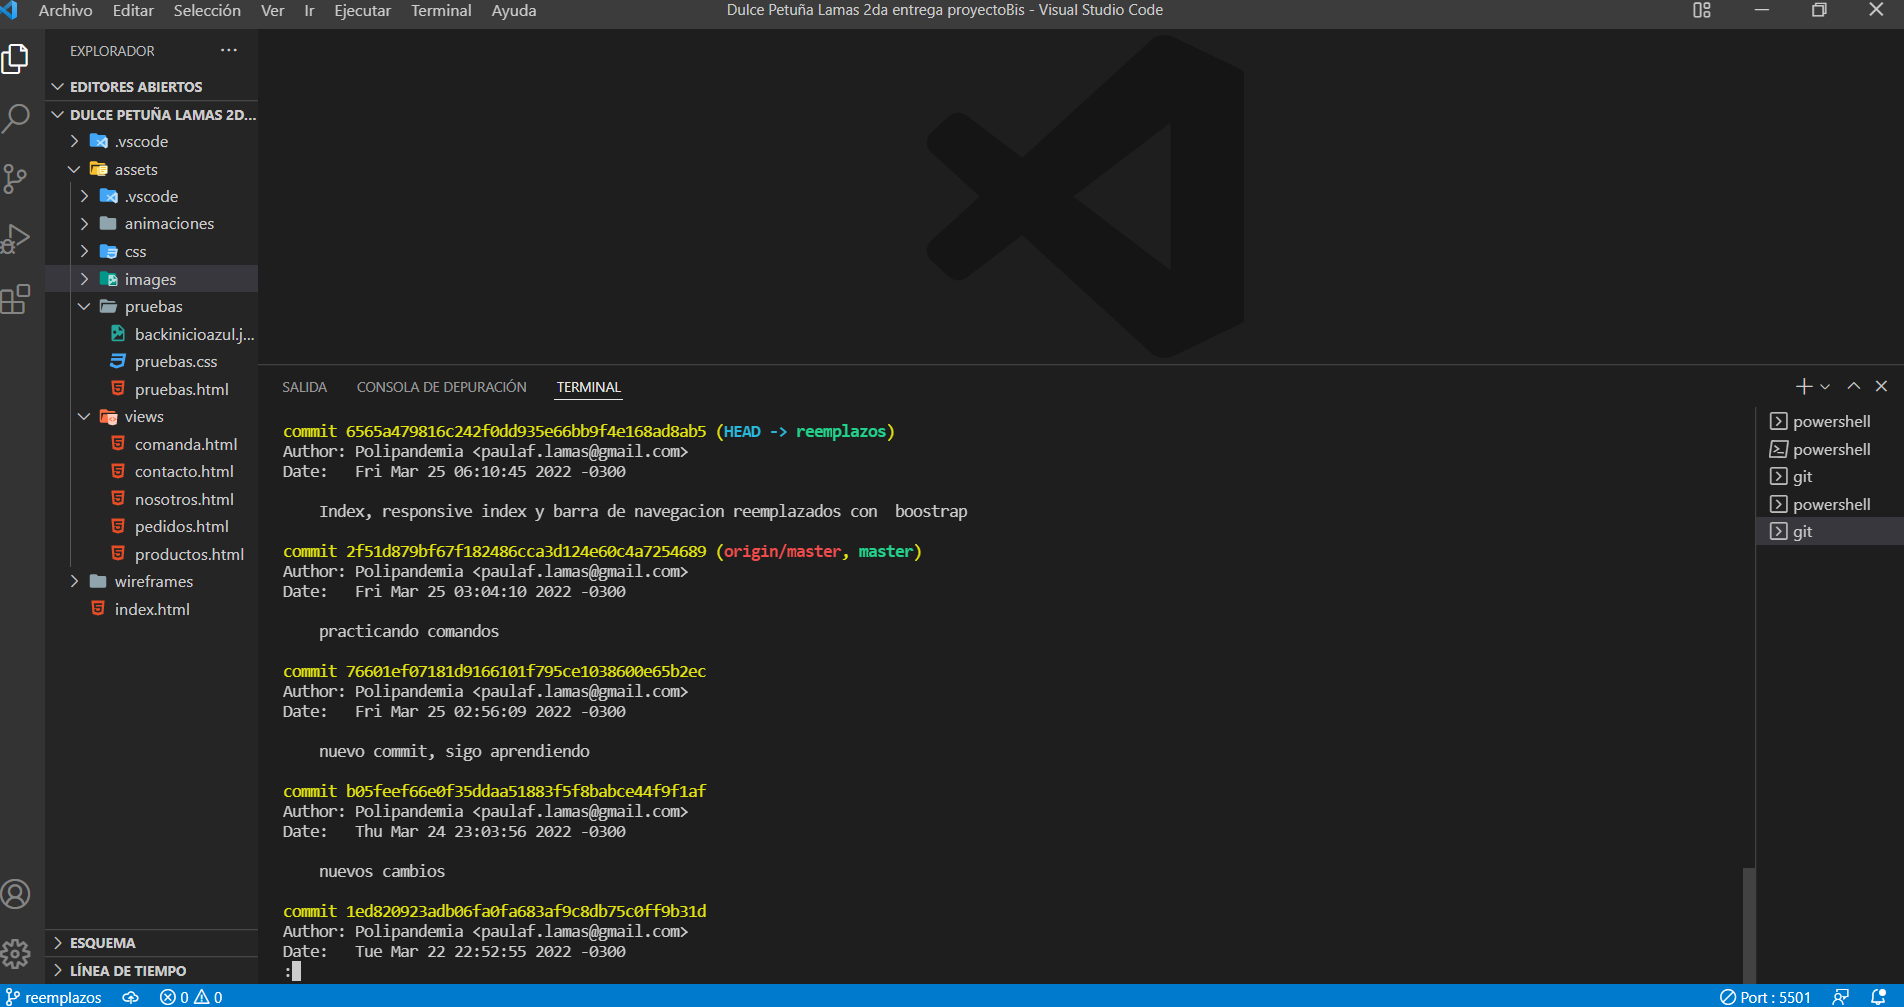 Archivo Editar Selección Ver Ir Ejecutar Terminal Ayuda
Dulce Petuña Lamas 2da entrega proyectoBis - Visual Studio Code
EXPLORADOR
EDITORES ABIERTOS
DULCE PETUÑA LAMAS 2D...
.vscode
assets
.vscode
animaciones
css
images
pruebas
backinicioazul.j...
pruebas.css
pruebas.html
views
comanda.html
contacto.html
nosotros.html
pedidos.html
productos.html
wireframes
index.html
ESQUEMA
LÍNEA DE TIEMPO
SALIDA CONSOLA DE DEPURACIÓN TERMINAL
commit 6565a479816c242f0dd935e66bb9f4e168ad8ab5 (HEAD -> reemplazos)
Author: Polipandemia <paulaf.lamas@gmail.com>
Date:   Fri Mar 25 06:10:45 2022 -0300
Index, responsive index y barra de navegacion reemplazados con  boostrap
commit 2f51d879bf67f182486cca3d124e60c4a7254689 (origin/master, master)
Author: Polipandemia <paulaf.lamas@gmail.com>
Date:   Fri Mar 25 03:04:10 2022 -0300
practicando comandos
commit 76601ef07181d9166101f795ce1038600e65b2ec
Author: Polipandemia <paulaf.lamas@gmail.com>
Date:   Fri Mar 25 02:56:09 2022 -0300
nuevo commit, sigo aprendiendo
commit b05feef66e0f35ddaa51883f5f8babce44f9f1af
Author: Polipandemia <paulaf.lamas@gmail.com>
Date:   Thu Mar 24 23:03:56 2022 -0300
nuevos cambios
commit 1ed820923adb06fa0fa683af9c8db75c0ff9b31d
Author: Polipandemia <paulaf.lamas@gmail.com>
Date:   Tue Mar 22 22:52:55 2022 -0300
:
powershell
powershell
git
powershell
git
reemplazos 0 0
Port : 5501